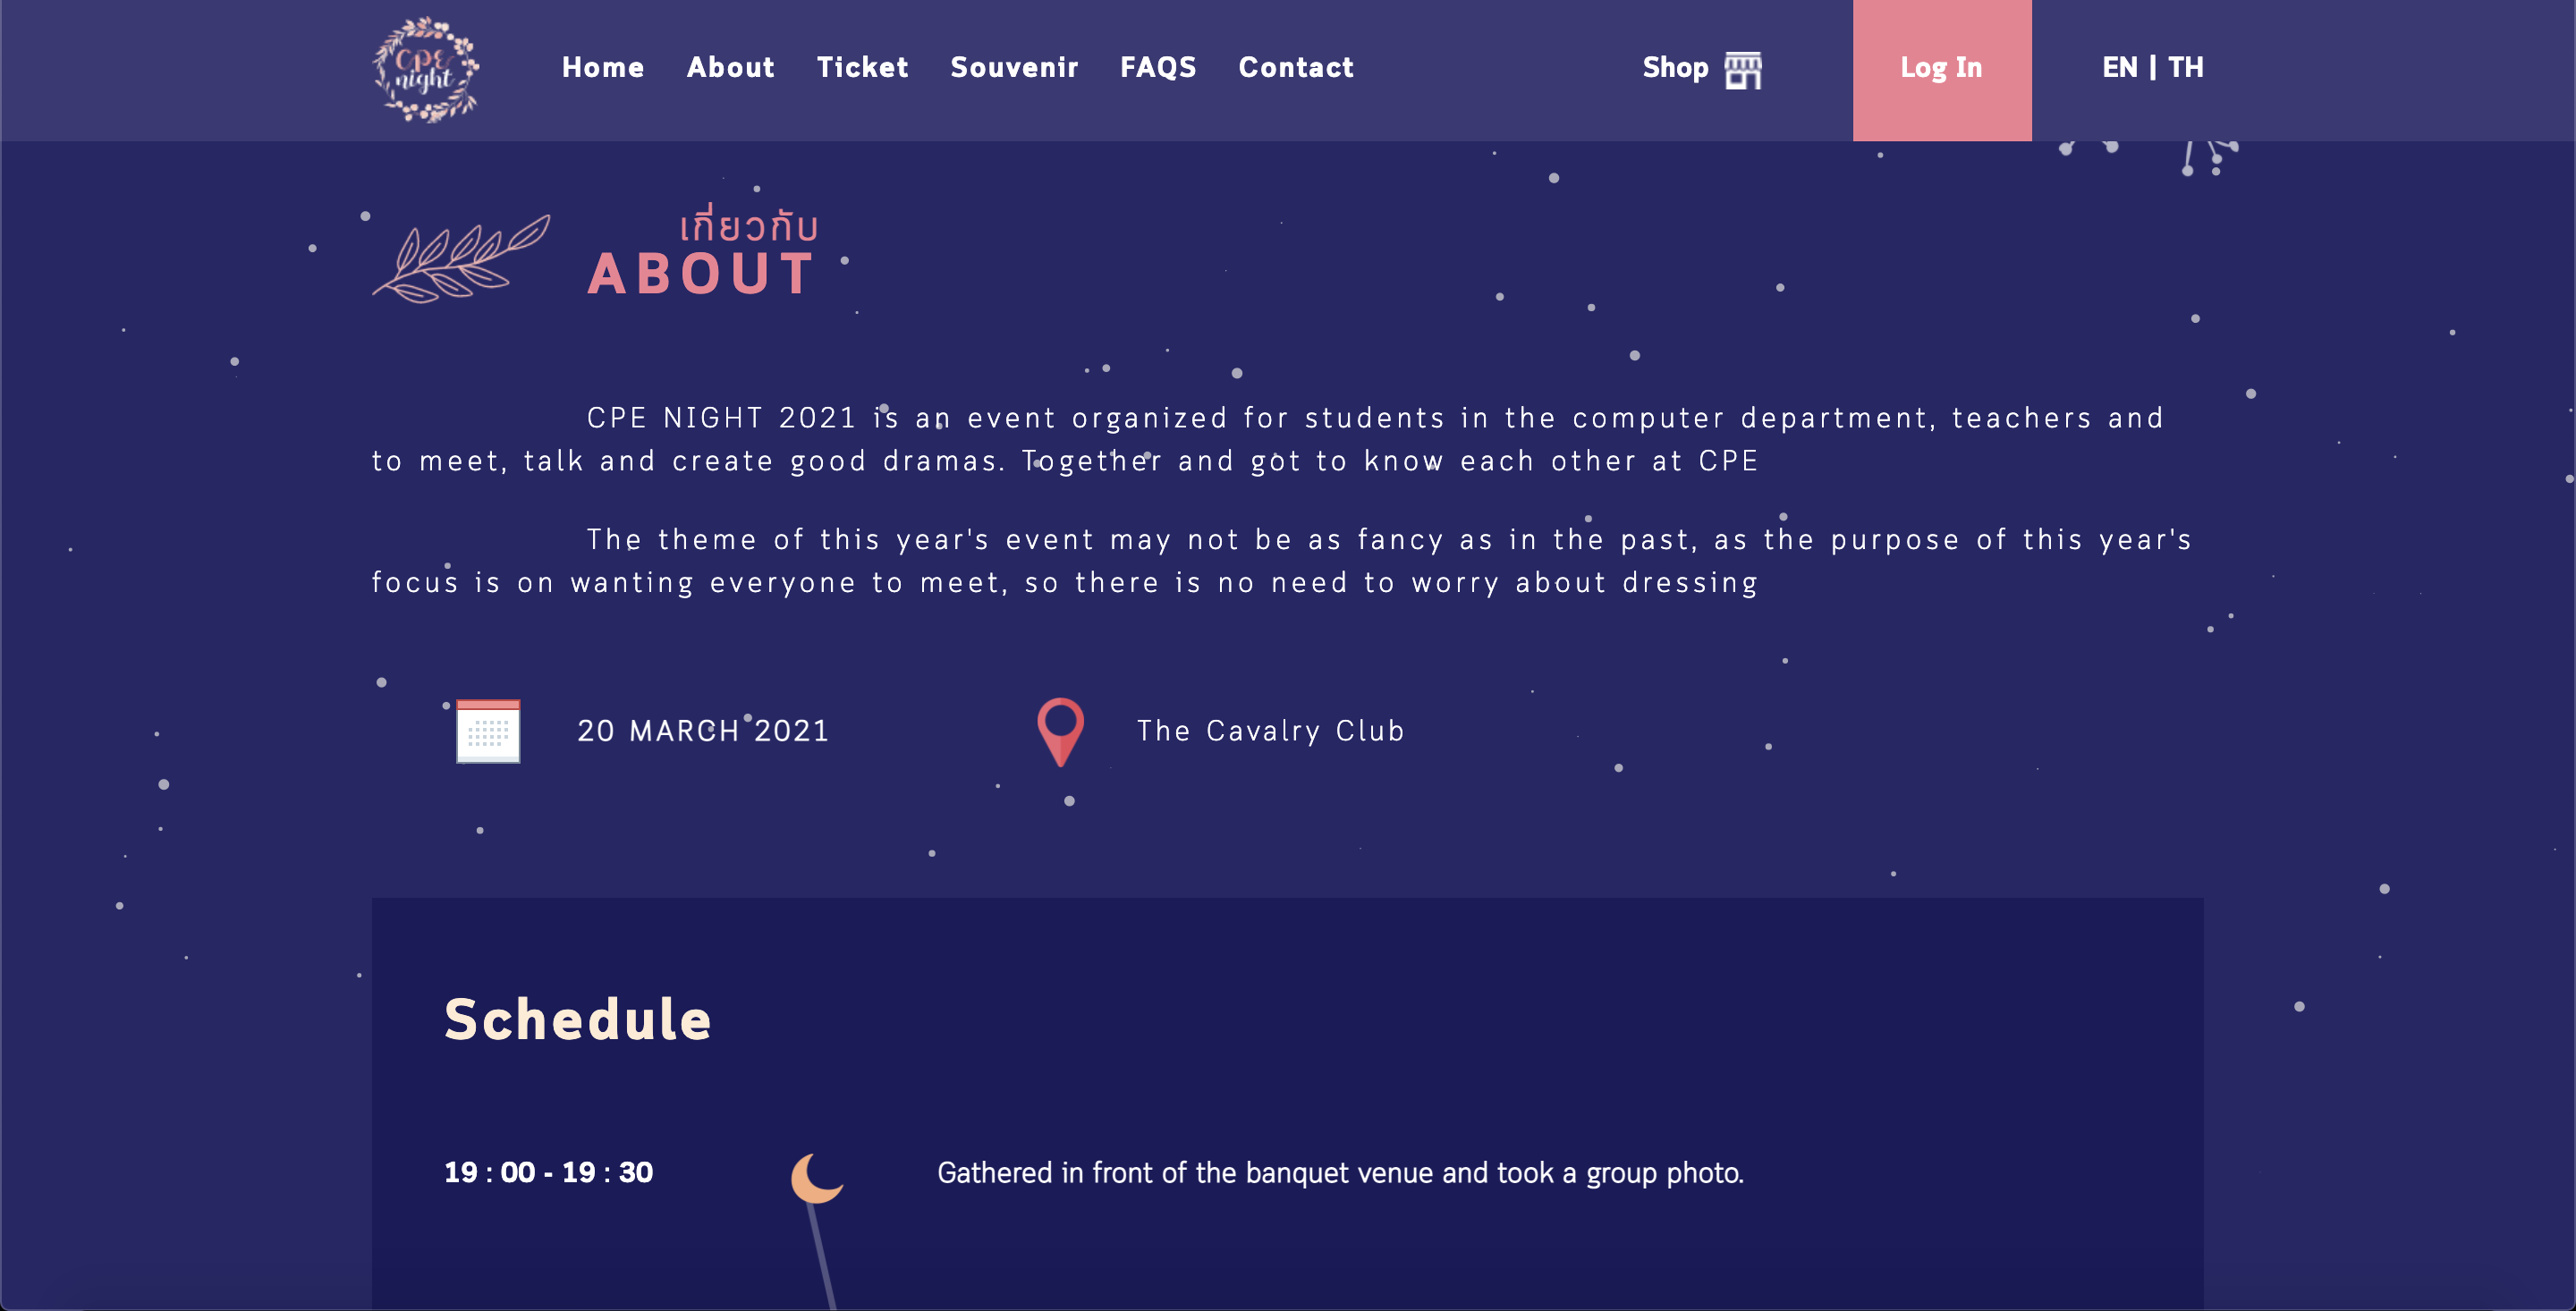 cpe
night
Home About Ticket Souvenir FAQS Contact Shop Log In EN | TH
เกี่ยวกับ
ABOUT
CPE NIGHT 2021 is an event organized for students in the computer department, teachers and
to meet, talk and create good dramas. Together and got to know each other at CPE
The theme of this year's event may not be as fancy as in the past, as the purpose of this year's
focus is on wanting everyone to meet, so there is no need to worry about dressing
20 MARCH 2021 The Cavalry Club
Schedule
19 : 00 - 19 : 30 Gathered in front of the banquet venue and took a group photo.